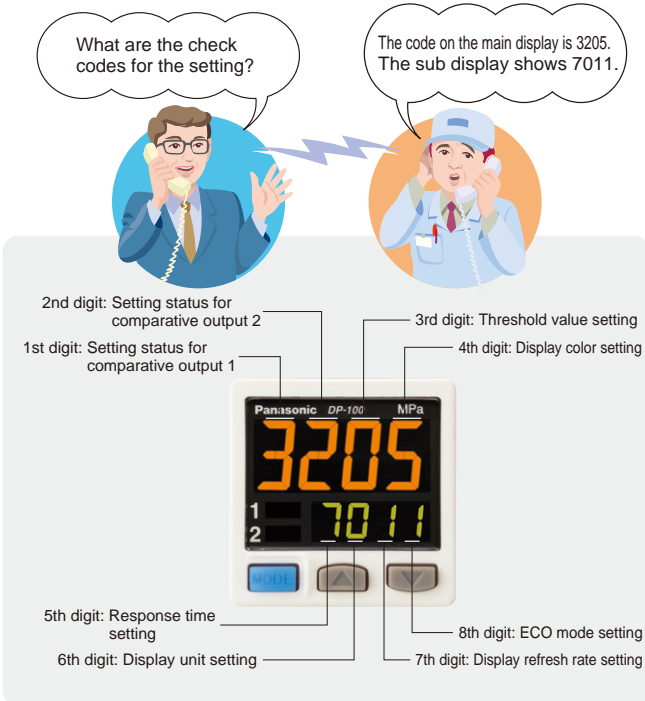 What are the check
codes for the setting?
The code on the main display is 3205.
The sub display shows 7011.
2nd digit: Setting status for
comparative output 2
3rd digit: Threshold value setting
1st digit: Setting status for
comparative output 1
4th digit: Display color setting
Panasonic DP-100 MPa
3205
1
7011
2
MODE
5th digit: Response time
setting
8th digit: ECO mode setting
6th digit: Display unit setting
7th digit: Display refresh rate setting